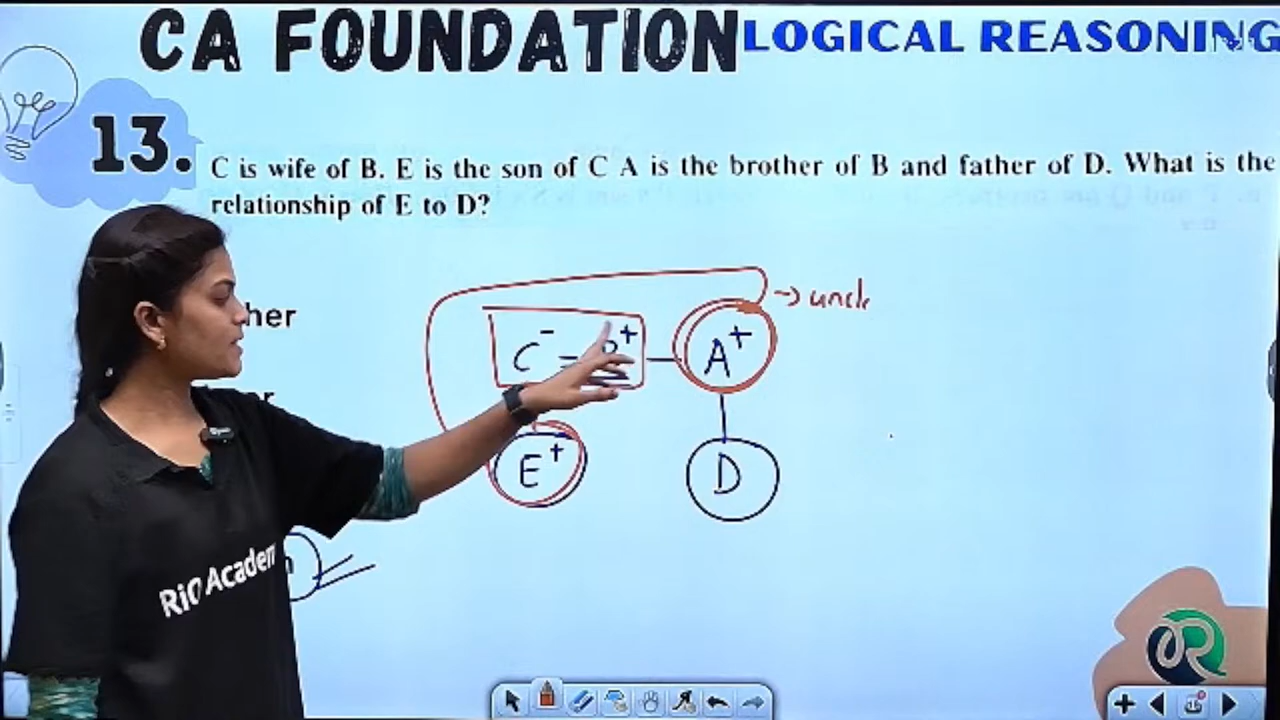 CA FOUNDATION LOGICAL REASONING
13.
C is wife of B. E is the son of C A is the brother of B and father of D. What is the
relationship of E to D?
her
→ uncle
C⁻ = B⁺ — A⁺
E⁺ D
RiO Academ